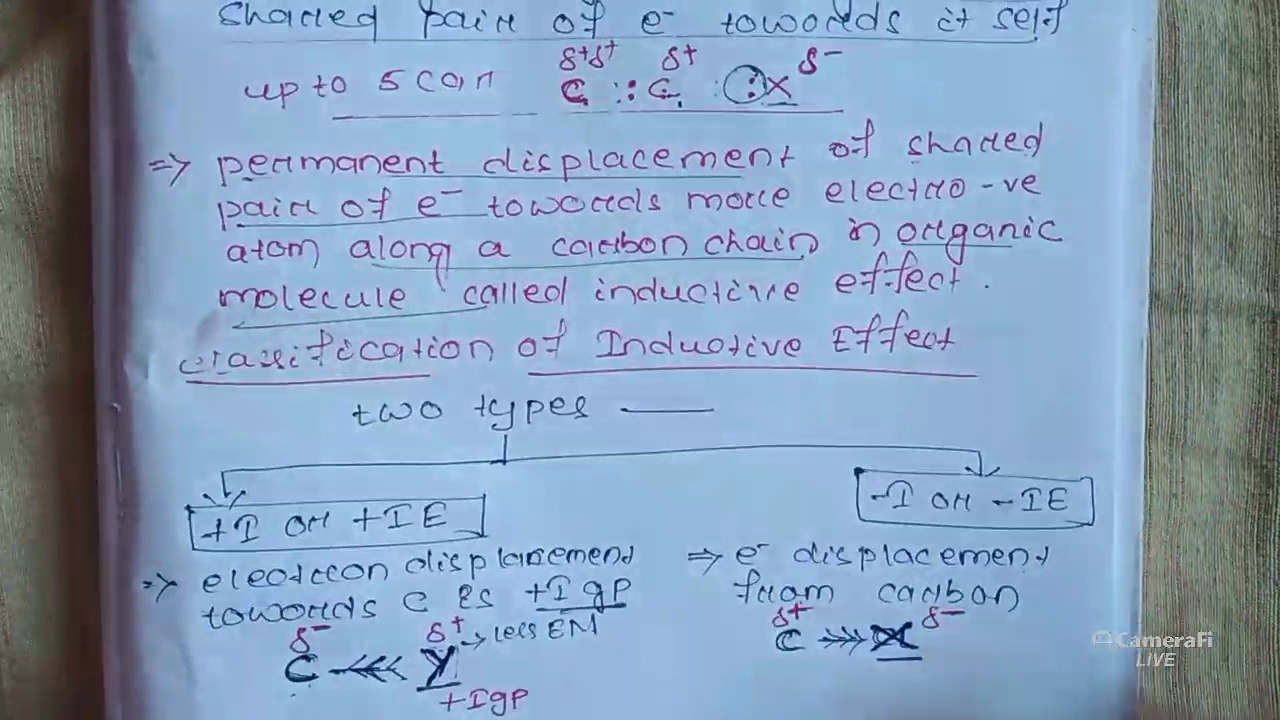 shared pair of e⁻ towards it self
δ+δ+ δ+ δ-
up to 5 can C :: C : X
=> permanent displacement of shared
pair of e⁻ towards more electro -ve
atom along a carbon chain in organic
molecule called inductive effect.
classification of Inductive Effect
two types —
+I OR +IE
-I OR -IE
=> electron displacement
towards C is +I gp
δ- δ+ → less EN
C ← Y
+I gp
=> e⁻ displacement
from carbon
δ+ δ-
C → X
CameraFi
LIVE